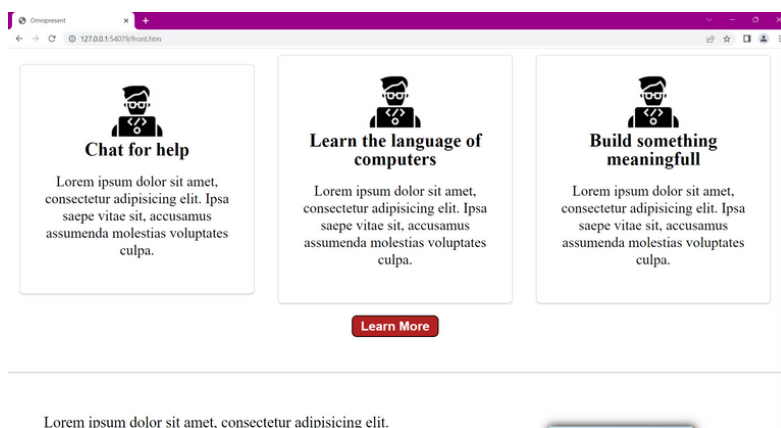 Omnipresent
127.0.0.1:54079/front.htm
</>
Chat for help
Lorem ipsum dolor sit amet,
consectetur adipisicing elit. Ipsa
saepe vitae sit, accusamus
assumenda molestias voluptates
culpa.
</>
Learn the language of
computers
Lorem ipsum dolor sit amet,
consectetur adipisicing elit. Ipsa
saepe vitae sit, accusamus
assumenda molestias voluptates
culpa.
</>
Build something
meaningfull
Lorem ipsum dolor sit amet,
consectetur adipisicing elit. Ipsa
saepe vitae sit, accusamus
assumenda molestias voluptates
culpa.
Learn More
Lorem ipsum dolor sit amet, consectetur adipisicing elit.